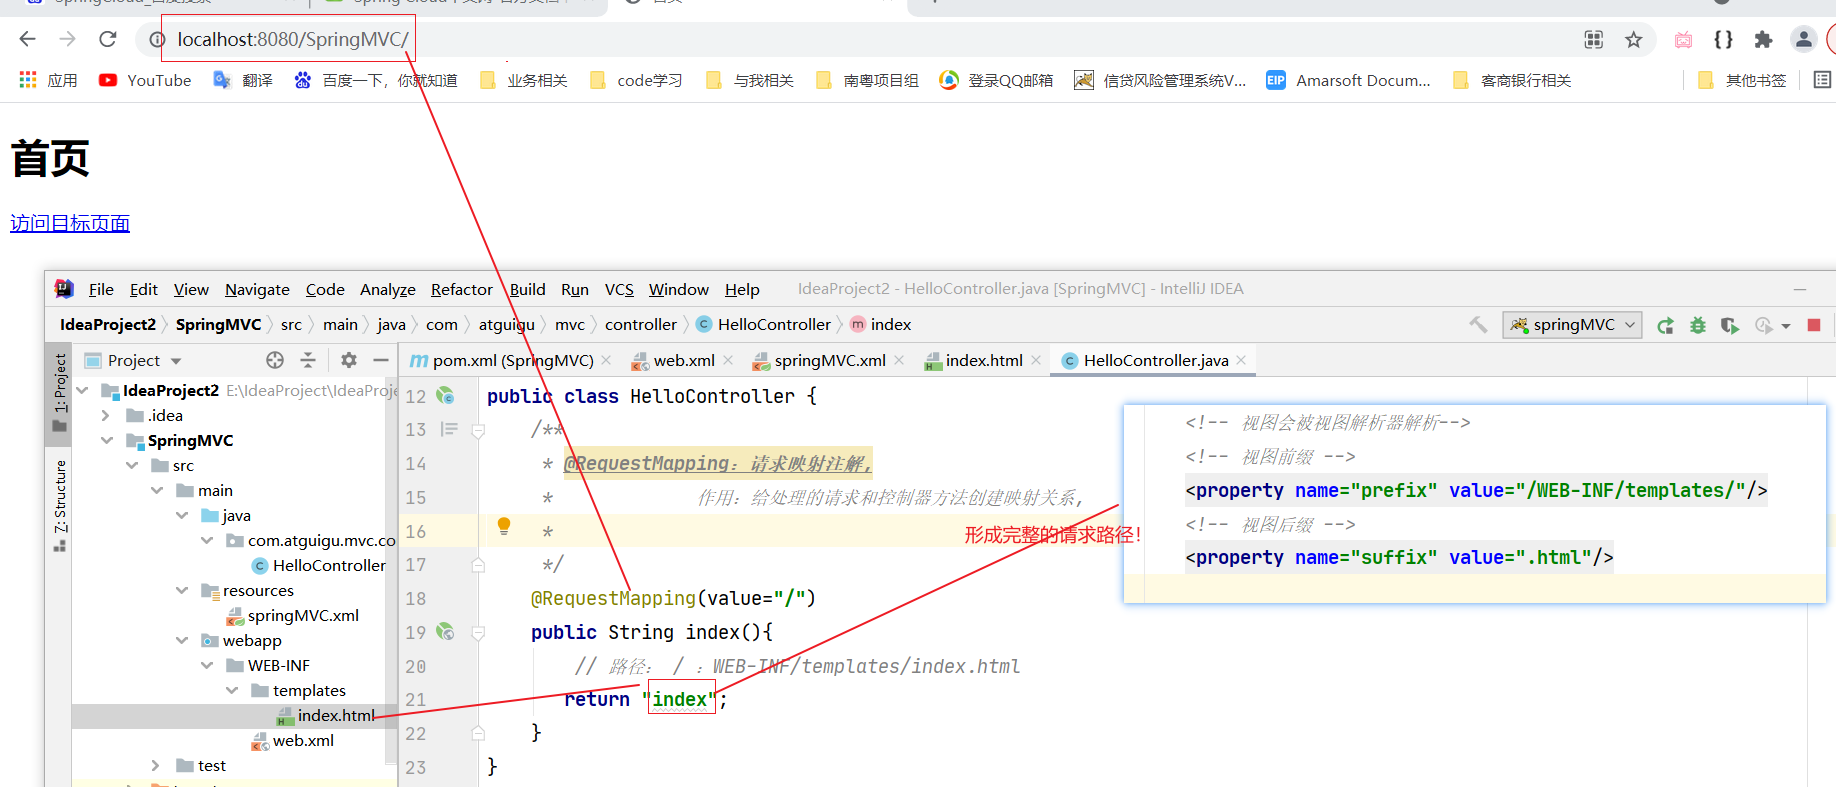 localhost:8080/SpringMVC/
应用 YouTube 翻译 百度一下，你就知道 业务相关 code学习 与我相关 南粤项目组 登录QQ邮箱 信贷风险管理系统V... EIP Amarsoft Docum... 客商银行相关 其他书签
首页
访问目标页面
File Edit View Navigate Code Analyze Refactor Build Run VCS Window Help IdeaProject2 - HelloController.java [SpringMVC] - IntelliJ IDEA
IdeaProject2 SpringMVC src main java com atguigu mvc controller HelloController index springMVC
1: Project
Z: Structure
Project
IdeaProject2 E:\IdeaProject\IdeaProj
.idea
SpringMVC
src
main
java
com.atguigu.mvc.co
HelloController
resources
springMVC.xml
webapp
WEB-INF
templates
index.html
web.xml
test
pom.xml (SpringMVC) web.xml springMVC.xml index.html HelloController.java
12 public class HelloController {
13 /**
14 * @RequestMapping：请求映射注解，
15 * 作用：给处理的请求和控制器方法创建映射关系，
16 *
17 */
18 @RequestMapping(value="/")
19 public String index(){
20 // 路径： / ：WEB-INF/templates/index.html
21 return "index";
22 }
23 }
形成完整的请求路径！
<!-- 视图会被视图解析器解析-->
<!-- 视图前缀 -->
<property name="prefix" value="/WEB-INF/templates/"/>
<!-- 视图后缀 -->
<property name="suffix" value=".html"/>